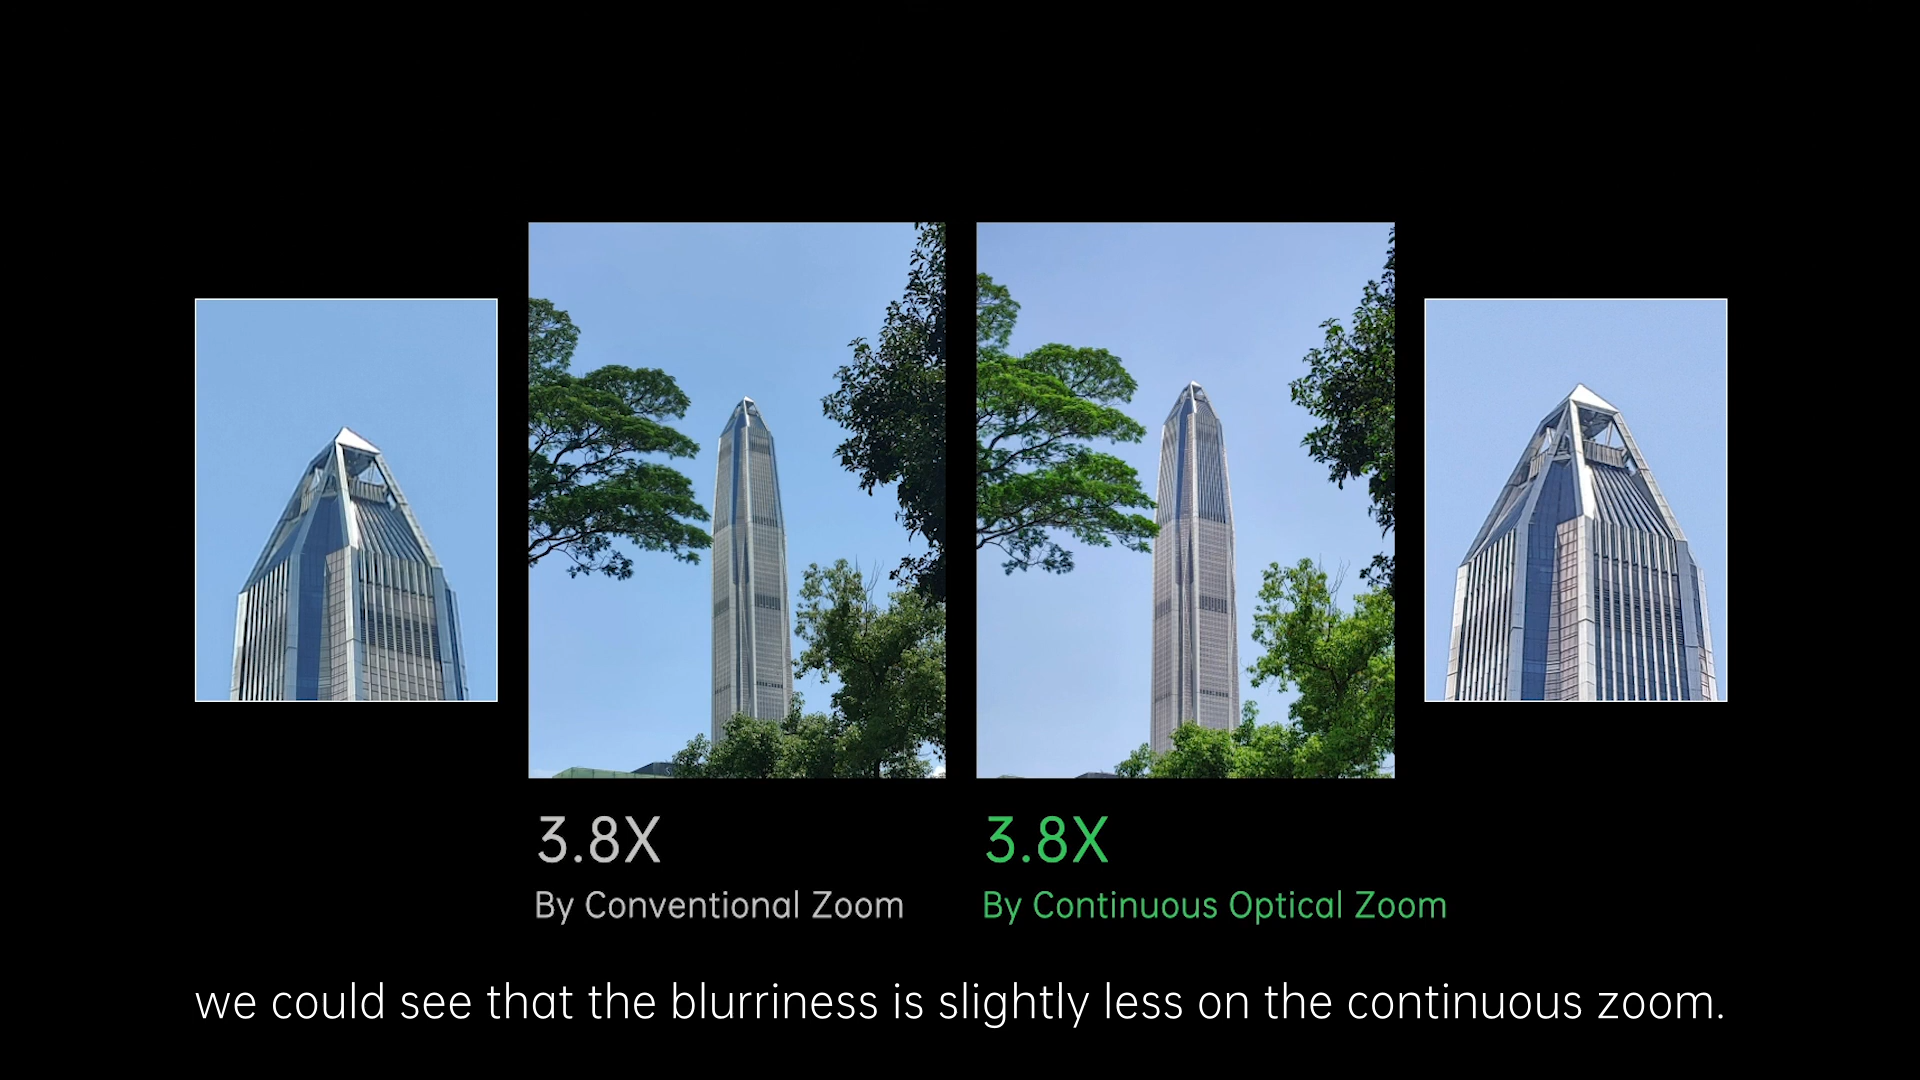 3.8X
By Conventional Zoom
3.8X
By Continuous Optical Zoom
we could see that the blurriness is slightly less on the continuous zoom.